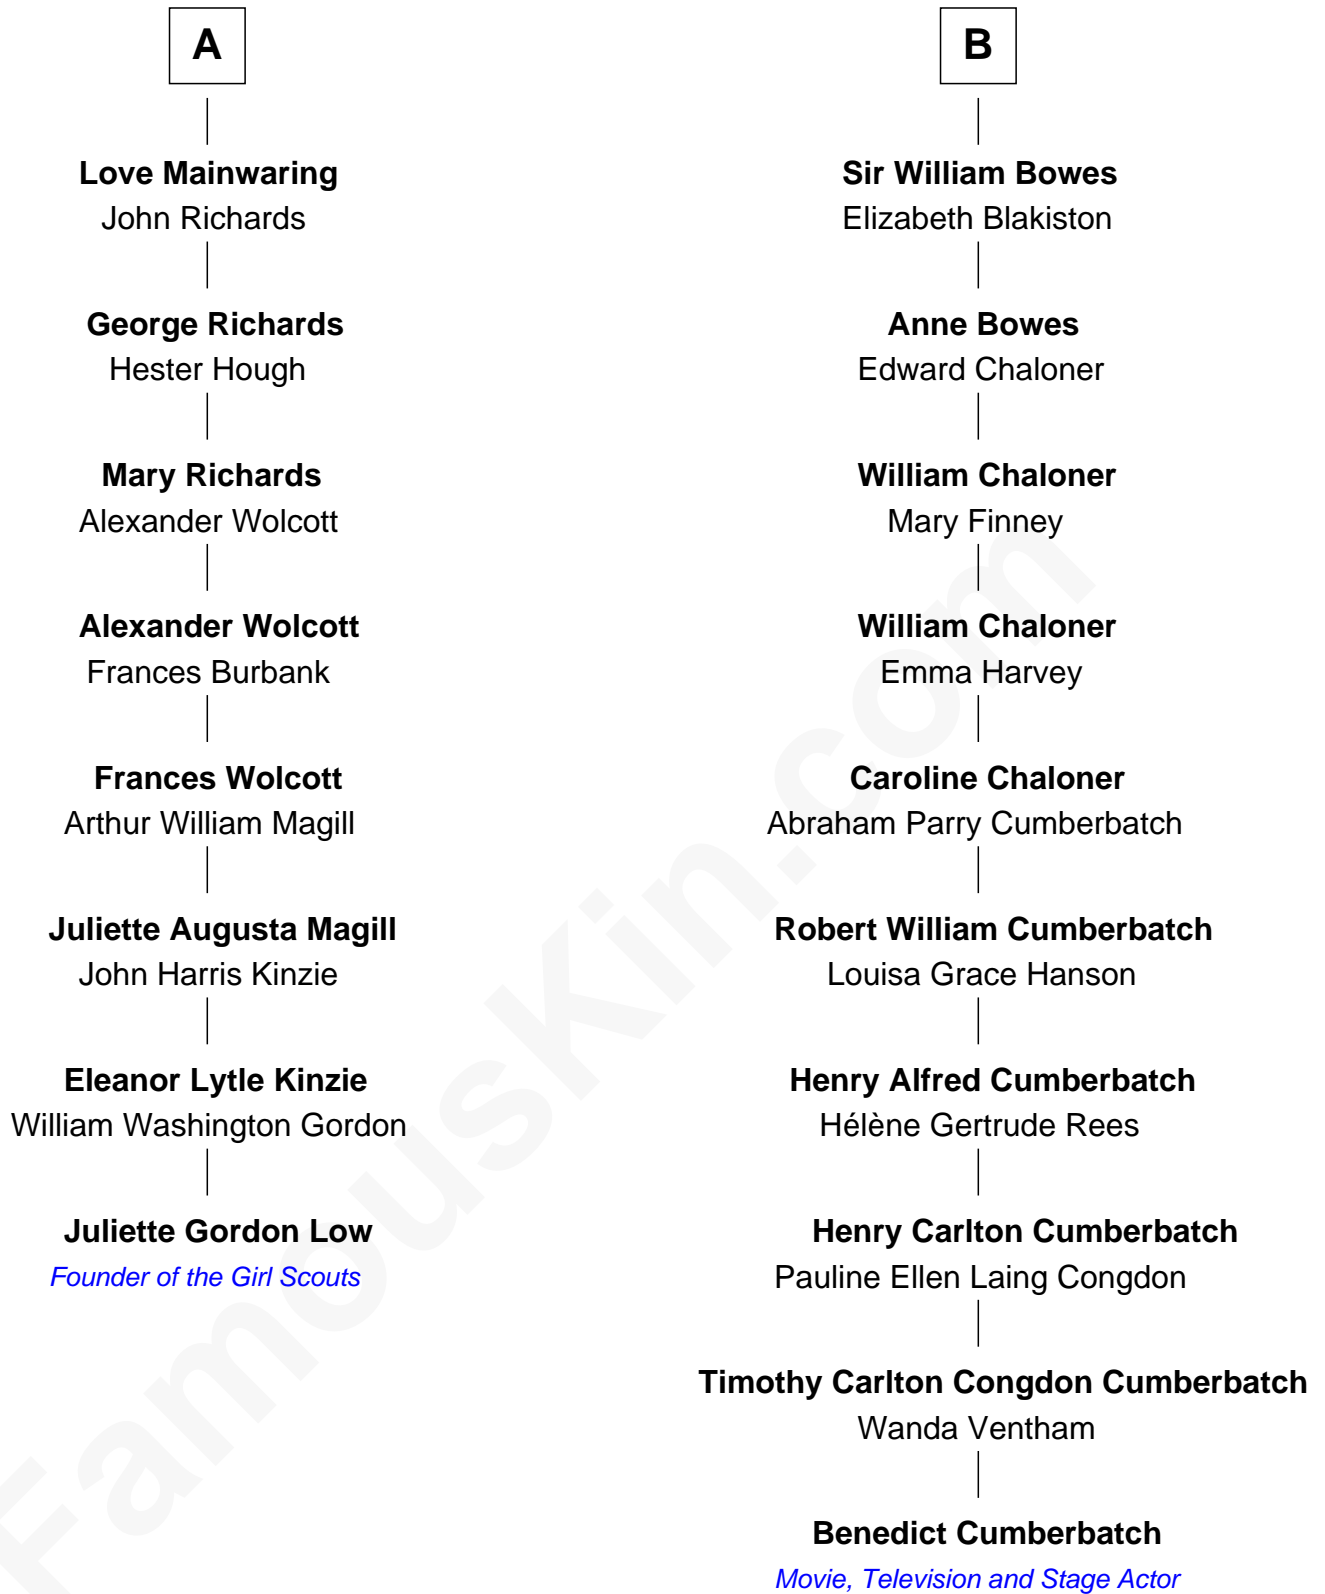 A
Love Mainwaring
John Richards
George Richards
Hester Hough
Mary Richards
Alexander Wolcott
Alexander Wolcott
Frances Burbank
Frances Wolcott
Arthur William Magill
Juliette Augusta Magill
John Harris Kinzie
Eleanor Lytle Kinzie
William Washington Gordon
Juliette Gordon Low
Founder of the Girl Scouts
B
Sir William Bowes
Elizabeth Blakiston
Anne Bowes
Edward Chaloner
William Chaloner
Mary Finney
William Chaloner
Emma Harvey
Caroline Chaloner
Abraham Parry Cumberbatch
Robert William Cumberbatch
Louisa Grace Hanson
Henry Alfred Cumberbatch
Hélène Gertrude Rees
Henry Carlton Cumberbatch
Pauline Ellen Laing Congdon
Timothy Carlton Congdon Cumberbatch
Wanda Ventham
Benedict Cumberbatch
Movie, Television and Stage Actor
FamousKin.com